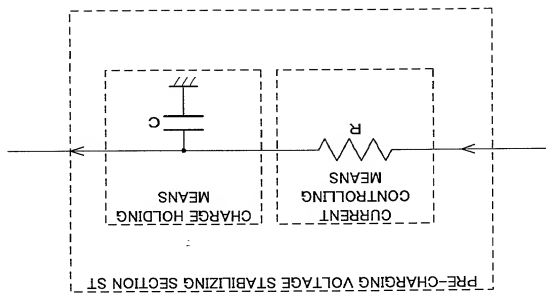 PRE-CHARGING VOLTAGE STABILIZING SECTION ST
CURRENT
CONTROLLING
MEANS
R
CHARGE HOLDING
MEANS
C